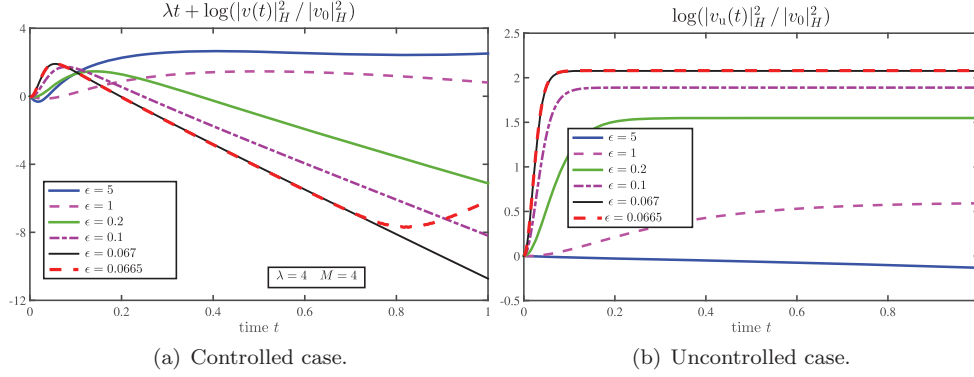 λt + log(|v(t)|²_H / |v₀|²_H)
4
0
-4
-8
-12
ϵ = 5
ϵ = 1
ϵ = 0.2
ϵ = 0.1
ϵ = 0.067
ϵ = 0.0665
λ = 4 M = 4
0 0.2 0.4 0.6 0.8 1
time t
(a) Controlled case.
log(|v_u(t)|²_H / |v₀|²_H)
2.5
2
1.5
1
0.5
0
-0.5
ϵ = 5
ϵ = 1
ϵ = 0.2
ϵ = 0.1
ϵ = 0.067
ϵ = 0.0665
0 0.2 0.4 0.6 0.8
time t
(b) Uncontrolled case.